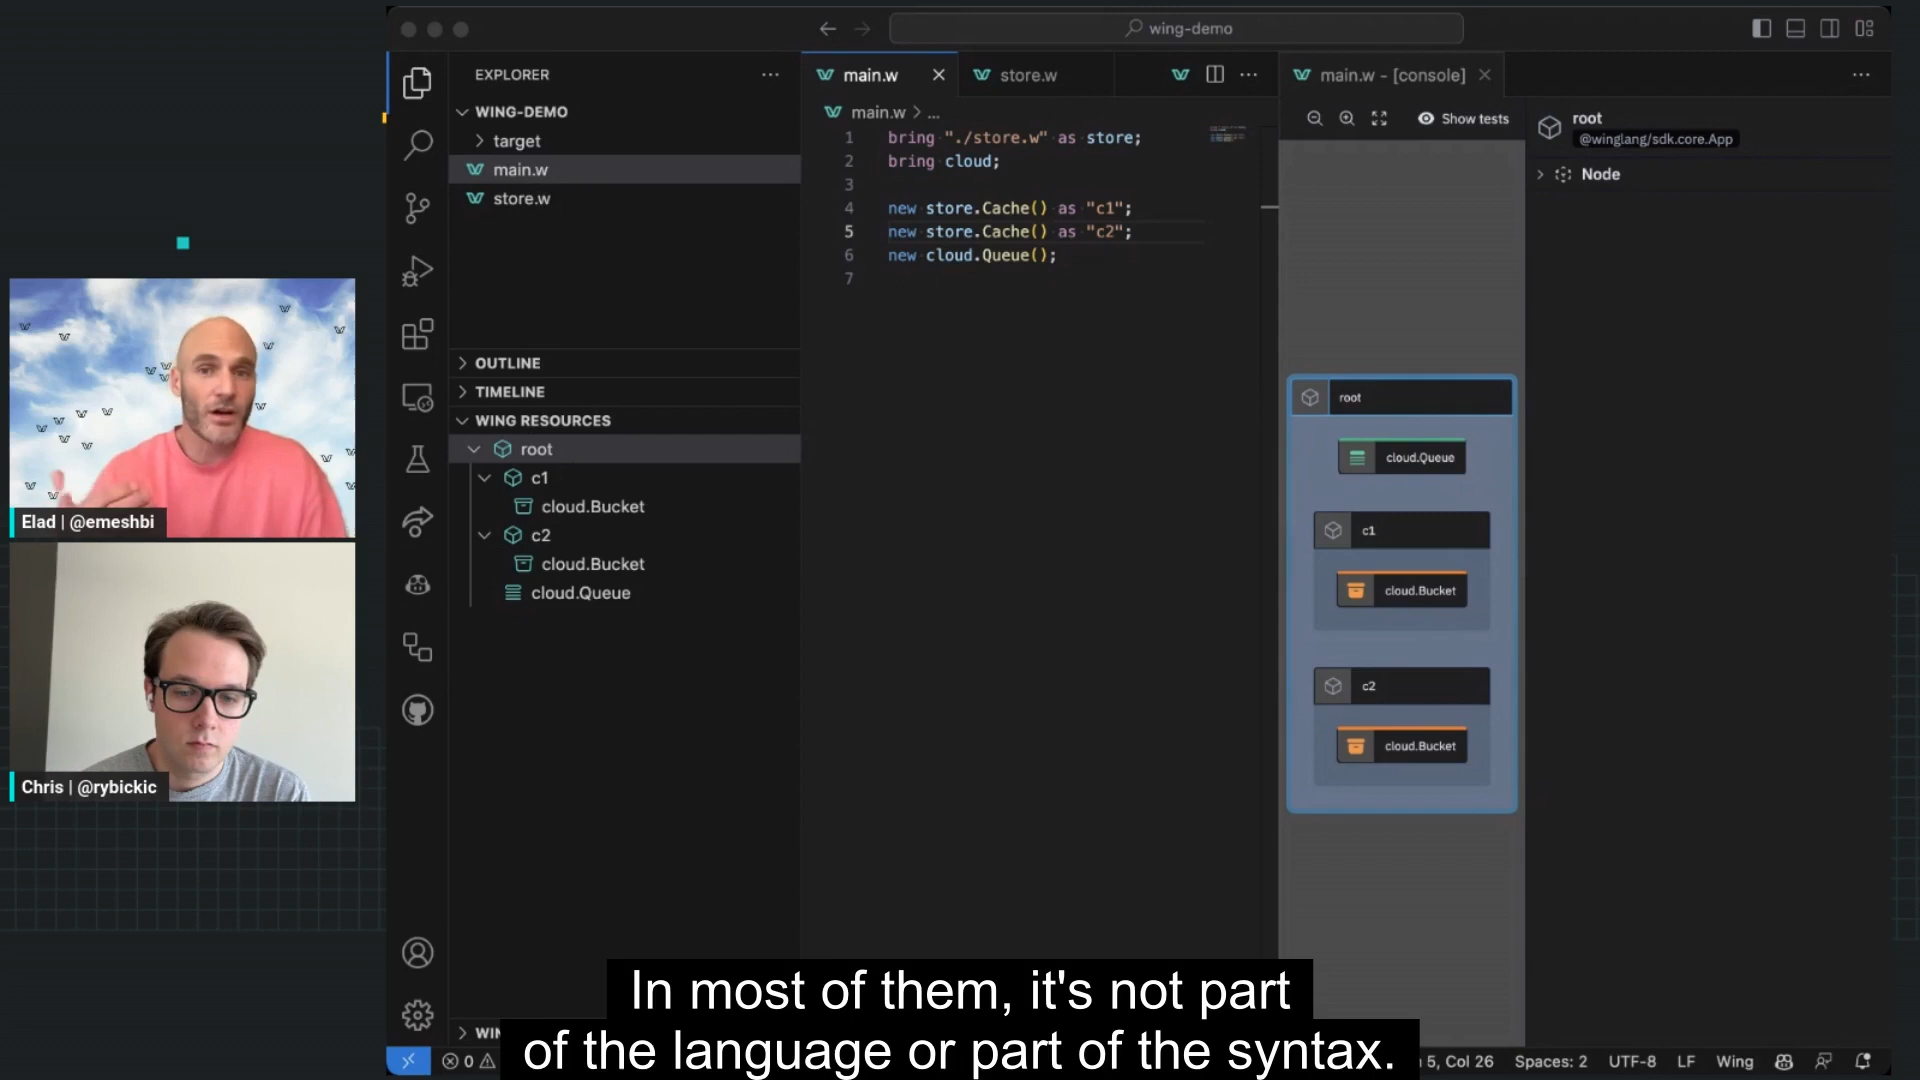 wing-demo
EXPLORER
WING-DEMO
target
main.w
store.w
OUTLINE
TIMELINE
WING RESOURCES
root
c1
cloud.Bucket
c2
cloud.Bucket
cloud.Queue
main.w
store.w
main.w > ...
1 bring "./store.w" as store;
2 bring cloud;
3
4 new store.Cache() as "c1";
5 new store.Cache() as "c2";
6 new cloud.Queue();
7
main.w - [console]
Show tests
root
@winglang/sdk.core.App
Node
root
cloud.Queue
c1
cloud.Bucket
c2
cloud.Bucket
Elad | @emeshbi
Chris | @rybickic
In most of them, it's not part
of the language or part of the syntax.
0
5, Col 26 Spaces: 2 UTF-8 LF Wing